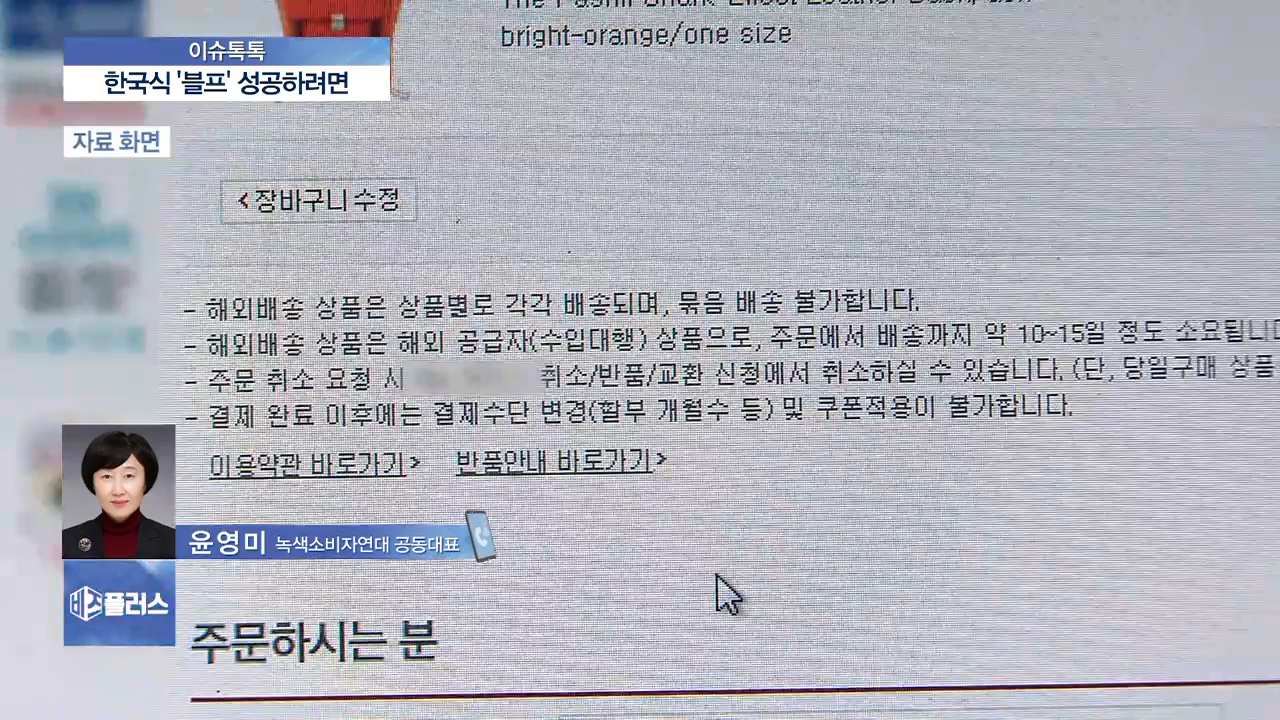 bright-orange/one size
이슈톡톡
한국식 '블프' 성공하려면
자료 화면
< 장바구니 수정
- 해외배송 상품은 상품별로 각각 배송되며, 묶음 배송 불가합니다.
- 해외배송 상품은 해외 공급자(수입대행) 상품으로, 주문에서 배송까지 약 10~15일 정도 소요됩니
- 주문 취소 요청 시 취소/반품/교환 신청에서 취소하실 수 있습니다. (단, 당일구매 상품
- 결제 완료 이후에는 결제수단 변경(할부 개월수 등) 및 쿠폰적용이 불가합니다.
이용약관 바로가기> 반품안내 바로가기>
윤영미 녹색소비자연대 공동대표
플러스
주문하시는 분